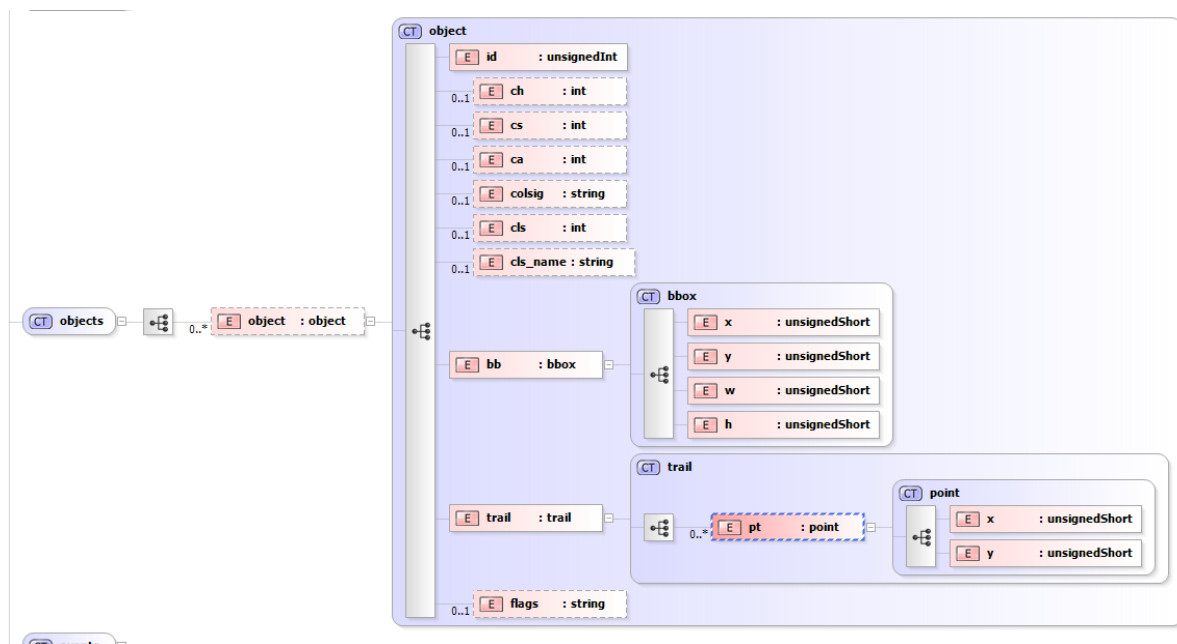 CT object
E id : unsignedInt
E ch : int
0..1
E cs : int
0..1
E ca : int
0..1
E colsig : string
0..1
E cls : int
0..1
E cls_name : string
0..1
CT bbox
E x : unsignedShort
E y : unsignedShort
E w : unsignedShort
E h : unsignedShort
CT objects
0..* E object : object
E bb : bbox
CT trail
CT point
E trail : trail
0..* E pt : point
E x : unsignedShort
E y : unsignedShort
E flags : string
0..1